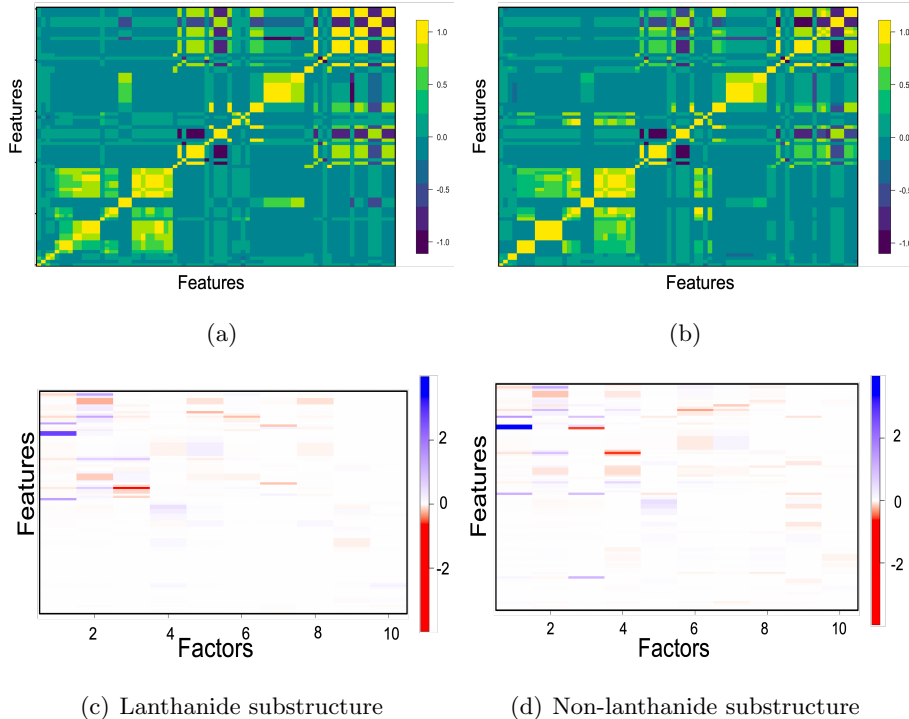 Features
1.0
0.5
0.0
-0.5
-1.0
Features
(a)
Features
1.0
0.5
0.0
-0.5
-1.0
Features
(b)
Features
2
0
-2
2 4 6 8 10
Factors
(c) Lanthanide substructure
Features
2
0
-2
2 4 6 8 10
Factors
(d) Non-lanthanide substructure